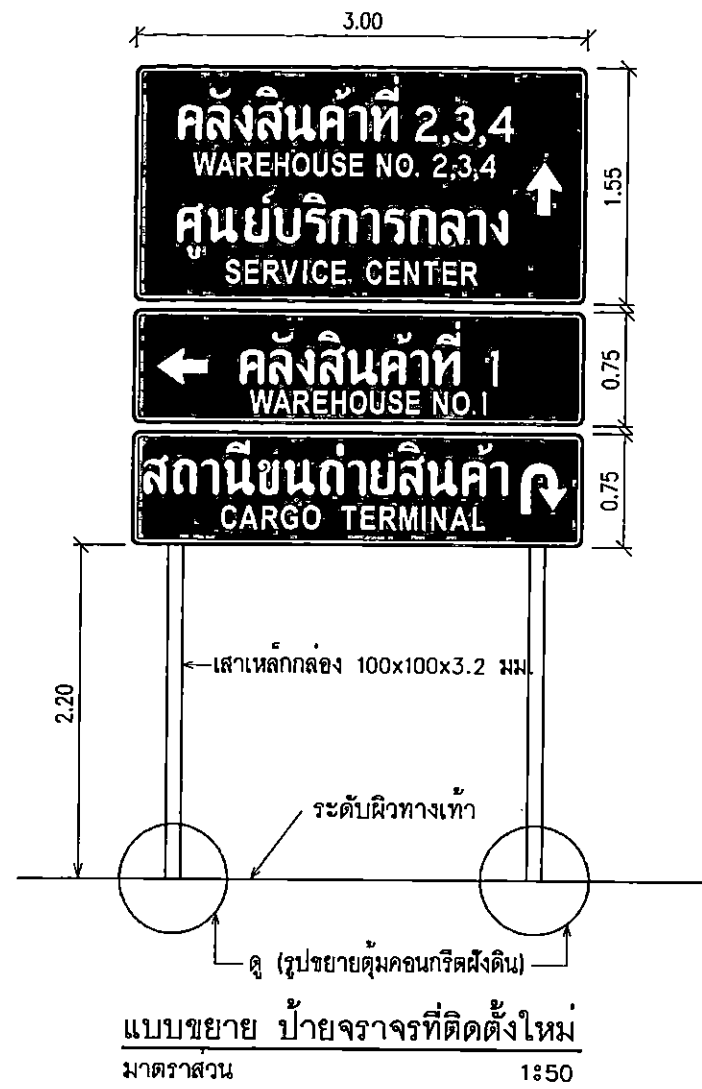 3.00
คลังสินค้าที่ 2,3,4
WAREHOUSE NO. 2,3,4
ศูนย์บริการกลาง
SERVICE CENTER
1.55
คลังสินค้าที่ 1
WAREHOUSE NO.1
0.75
สถานีขนถ่ายสินค้า
CARGO TERMINAL
0.75
2.20
เสาเหล็กกล่อง 100x100x3.2 มม.
ระดับผิวทางเท้า
ดู (รูปขยายตุ้มคอนกรีตฝังดิน)
แบบขยาย ป้ายจราจรที่ติดตั้งใหม่
มาตราส่วน 1:50